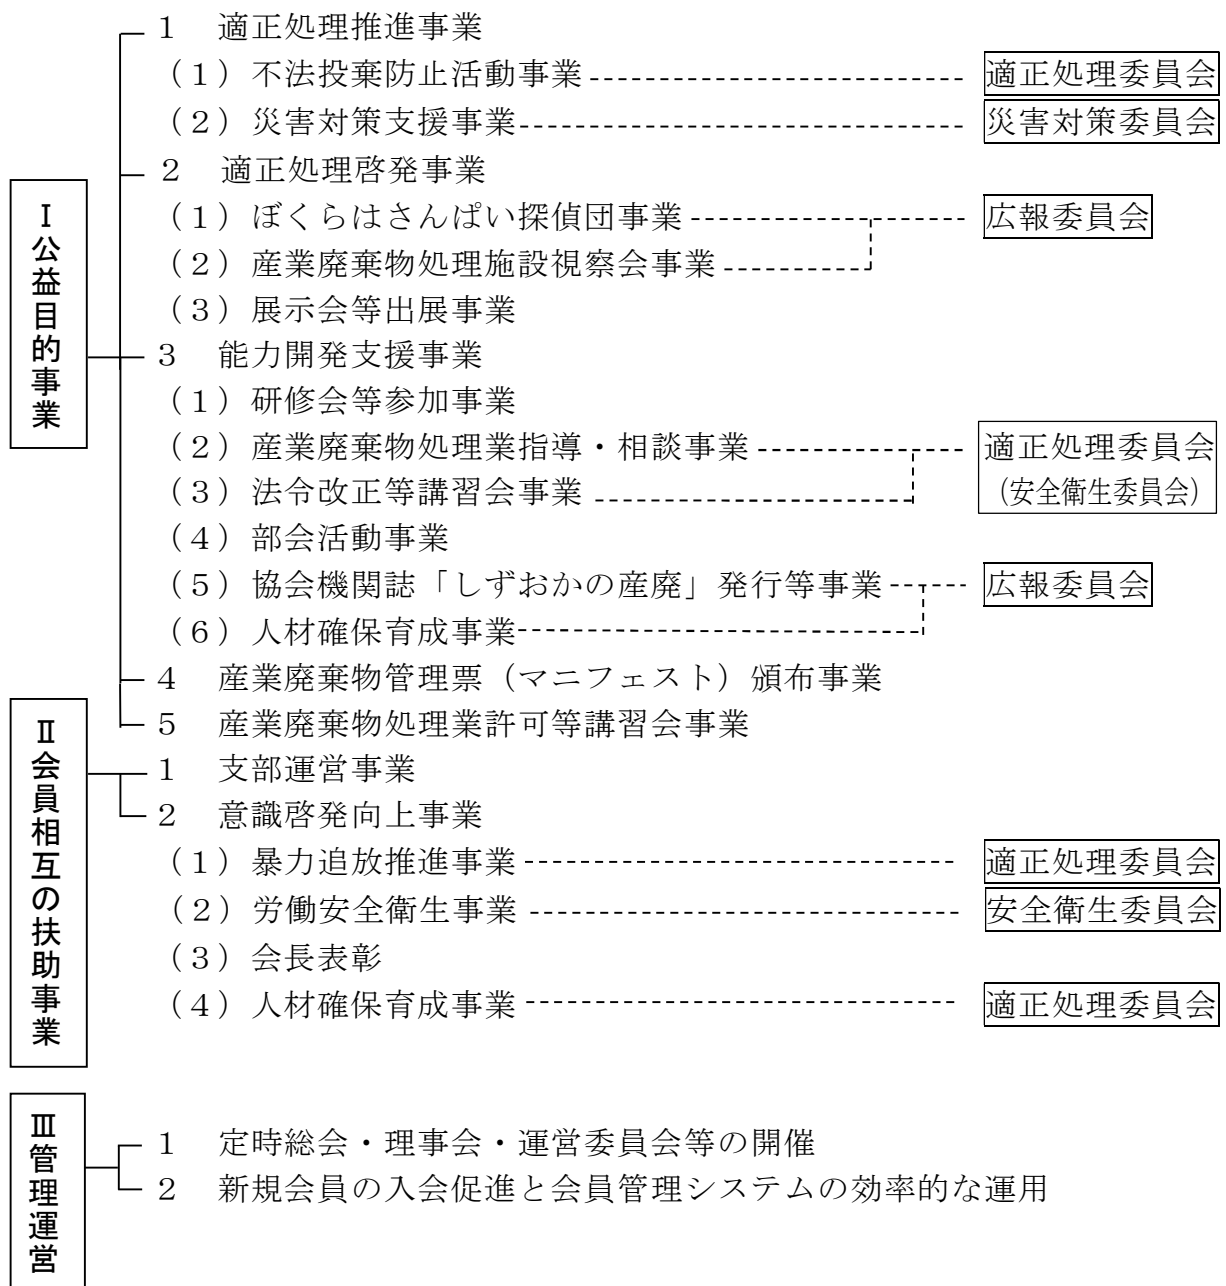 Ⅰ公益目的事業
１　適正処理推進事業
（１）不法投棄防止活動事業 適正処理委員会
（２）災害対策支援事業 災害対策委員会
２　適正処理啓発事業
（１）ぼくらはさんぱい探偵団事業 広報委員会
（２）産業廃棄物処理施設視察会事業
（３）展示会等出展事業
３　能力開発支援事業
（１）研修会等参加事業
（２）産業廃棄物処理業指導・相談事業 適正処理委員会
（３）法令改正等講習会事業 （安全衛生委員会）
（４）部会活動事業
（５）協会機関誌「しずおかの産廃」発行等事業 広報委員会
（６）人材確保育成事業
４　産業廃棄物管理票（マニフェスト）頒布事業
５　産業廃棄物処理業許可等講習会事業
Ⅱ会員相互の扶助事業
１　支部運営事業
２　意識啓発向上事業
（１）暴力追放推進事業 適正処理委員会
（２）労働安全衛生事業 安全衛生委員会
（３）会長表彰
（４）人材確保育成事業 適正処理委員会
Ⅲ管理運営
１　定時総会・理事会・運営委員会等の開催
２　新規会員の入会促進と会員管理システムの効率的な運用